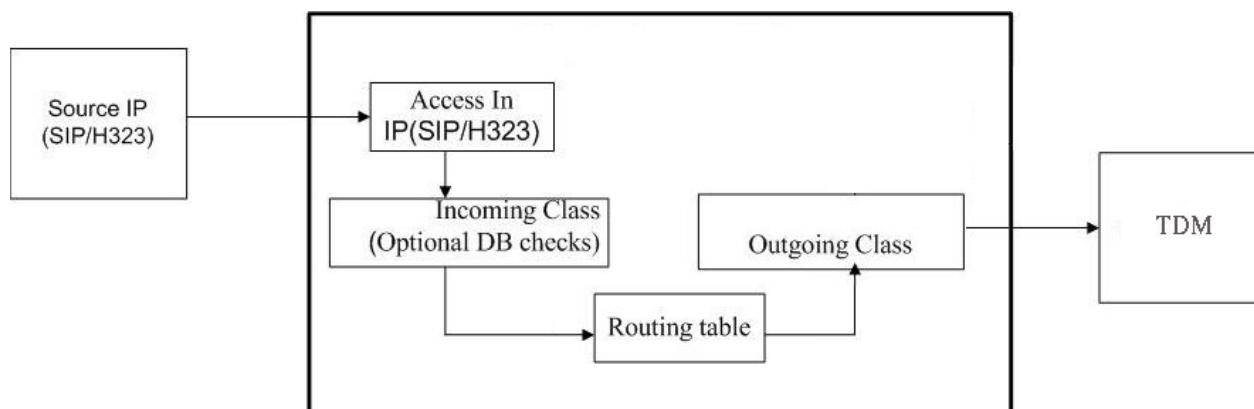 Source IP
(SIP/H323)
Access In
IP(SIP/H323)
Incoming Class
(Optional DB checks)
Routing table
Outgoing Class
TDM